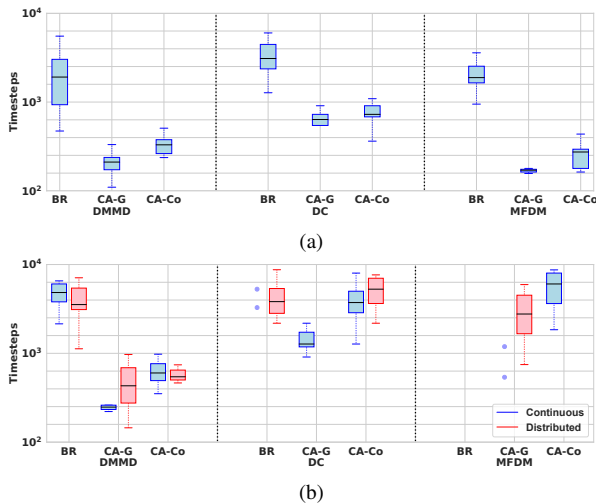 10^4
Timesteps
10^3
10^2
BR CA-G CA-Co BR CA-G CA-Co BR CA-G CA-Co
DMMD DC MFDM
(a)
10^4
Timesteps
10^3
10^2
Continuous
Distributed
BR CA-G CA-Co BR CA-G CA-Co BR CA-G CA-Co
DMMD DC MFDM
(b)